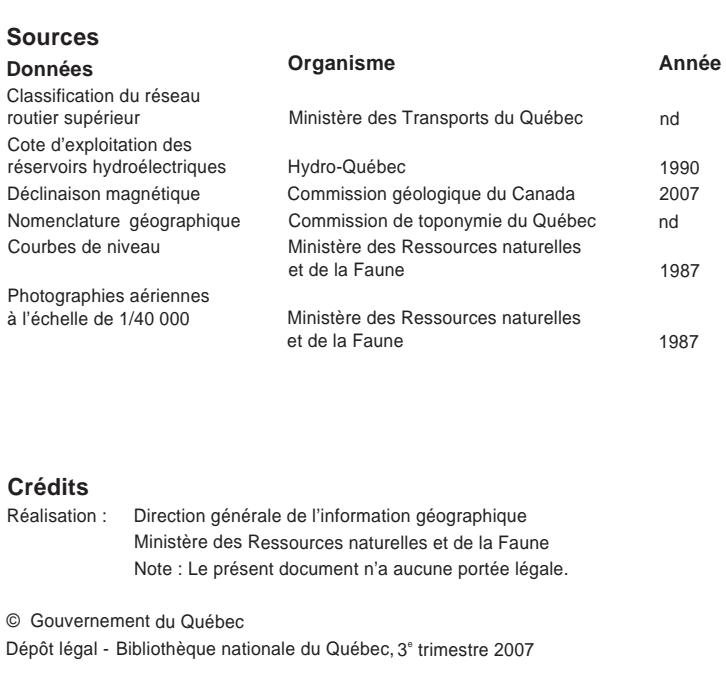 Sources
Données Organisme Année
Classification du réseau
routier supérieur Ministère des Transports du Québec nd
Cote d'exploitation des
réservoirs hydroélectriques Hydro-Québec 1990
Déclinaison magnétique Commission géologique du Canada 2007
Nomenclature géographique Commission de toponymie du Québec nd
Courbes de niveau Ministère des Ressources naturelles
et de la Faune 1987
Photographies aériennes
à l'échelle de 1/40 000 Ministère des Ressources naturelles
et de la Faune 1987
Crédits
Réalisation : Direction générale de l'information géographique
Ministère des Ressources naturelles et de la Faune
Note : Le présent document n'a aucune portée légale.
© Gouvernement du Québec
Dépôt légal - Bibliothèque nationale du Québec, 3e trimestre 2007